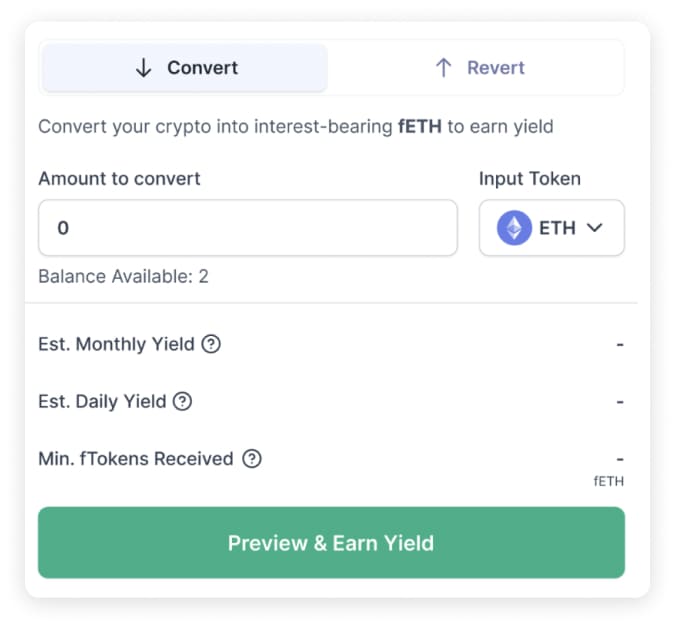 Convert
Revert
Convert your crypto into interest-bearing fETH to earn yield
Amount to convert
Input Token
0
ETH
Balance Available: 2
Est. Monthly Yield ?
-
Est. Daily Yield ?
-
Min. fTokens Received ?
-
fETH
Preview & Earn Yield